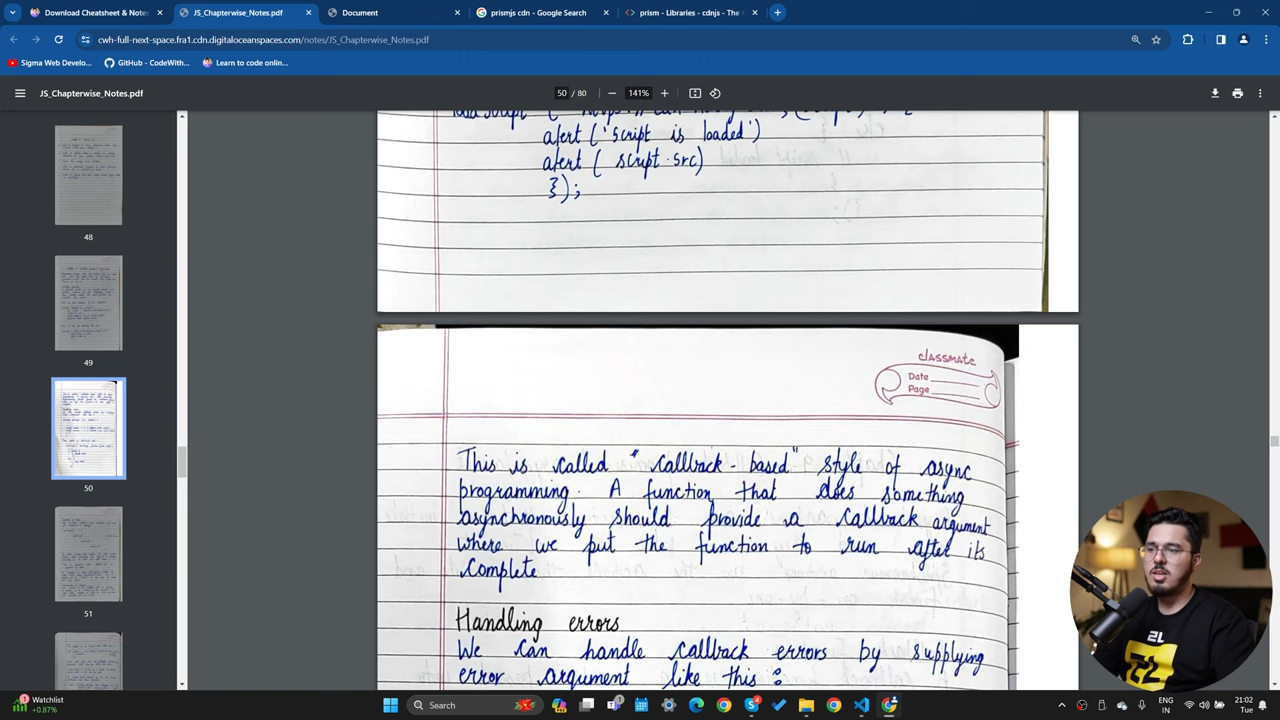 Download Cheatsheet & Notes
JS_Chapterwise_Notes.pdf
Document
prismjs cdn - Google Search
prism - Libraries - cdnjs - The
cwh-full-next-space.fra1.cdn.digitaloceanspaces.com/notes/JS_Chapterwise_Notes.pdf
Sigma Web Develo...
GitHub - CodeWith...
Learn to code onlin...
JS_Chapterwise_Notes.pdf
50 / 80
141%
alert ('Script is loaded')
alert ( script.src)
});
48
49
50
51
classmate
Date
Page
This is called "callback-based" style of async
programming. A function that does something
asynchronously should provide a callback argument
where we put the function to run after its
complete
Handling errors
We can handle callback errors by supplying
error argument like this :
Watchlist
+0.87%
Search
ENG
IN
21:02
Tue